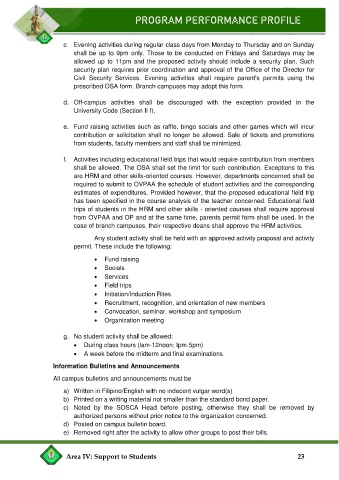 PROGRAM PERFORMANCE PROFILE
c. Evening activities during regular class days from Monday to Thursday and on Sunday
shall be up to 9pm only. Those to be conducted on Fridays and Saturdays may be
allowed up to 11pm and the proposed activity should include a security plan. Such
security plan requires prior coordination and approval of the Office of the Director for
Civil Security Services. Evening activities shall require parent's permits using the
prescribed OSA form. Branch campuses may adopt this form.
d. Off-campus activities shall be discouraged with the exception provided in the
University Code (Section II f).
e. Fund raising activities such as raffle, bingo socials and other games which will incur
contribution or solicitation shall no longer be allowed. Sale of tickets and promotions
from students, faculty members and staff shall be minimized.
f. Activities including educational field trips that would require contribution from members
shall be allowed. The OSA shall set the limit for such contribution. Exceptions to this
are HRM and other skills-oriented courses. However, departments concerned shall be
required to submit to OVPAA the schedule of student activities and the corresponding
estimates of expenditures. Provided however, that the proposed educational field trip
has been specified in the course analysis of the teacher concerned. Educational field
trips of students in the HRM and other skills - oriented courses shall require approval
from OVPAA and OP and at the same time, parents permit form shall be used. In the
case of branch campuses, their respective deans shall approve the HRM activities.
Any student activity shall be held with an approved activity proposal and activity
permit. These include the following:
• Fund raising
• Socials
• Services
• Field trips
• Initiation/Induction Rites
• Recruitment, recognition, and orientation of new members
• Convocation, seminar, workshop and symposium
• Organization meeting
g. No student activity shall be allowed:
• During class hours (lam-12noon; lpm-5pm)
• A week before the midterm and final examinations
Information Bulletins and Announcements
All campus bulletins and announcements must be
a) Written in Filipino/English with no indecent vulgar word(s)
b) Printed on a writing material not smaller than the standard bond paper.
c) Noted by the SOSCA Head before posting, otherwise they shall be removed by
authorized persons without prior notice to the organization concerned.
d) Posted on campus bulletin board.
e) Removed right after the activity to allow other groups to post their bills.
Area IV: Support to Students 23